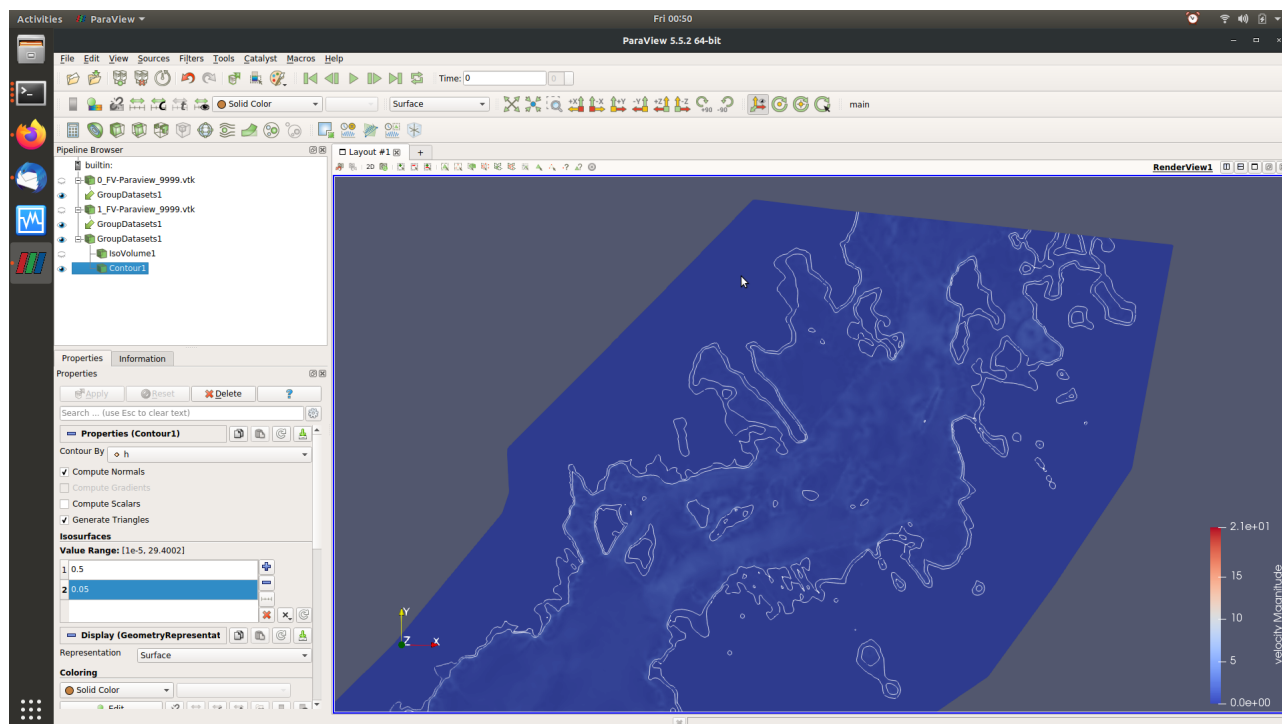 Activities ParaView Fri 00:50
ParaView 5.5.2 64-bit
File Edit View Sources Filters Tools Catalyst Macros Help
Time: 0 0
Solid Color Surface +X -X +Y -Y +Z -Z +90 -90 main
Pipeline Browser
Layout #1 +
builtin:
2D RenderView1
0_FV-Paraview_9999.vtk
GroupDatasets1
1_FV-Paraview_9999.vtk
GroupDatasets1
GroupDatasets1
IsoVolume1
Contour1
Properties Information
Properties
Apply Reset Delete ?
Search ... (use Esc to clear text)
Properties (Contour1)
Contour By h
Compute Normals
Compute Gradients
Compute Scalars
Generate Triangles
Isosurfaces
Value Range: [1e-5, 29.4002]
1 0.5
2 0.05
Display (GeometryRepresentat
Representation Surface
Coloring
Solid Color
Edit
Y
Z X
2.1e+01
15
10
5
0.0e+00
velocity Magnitude